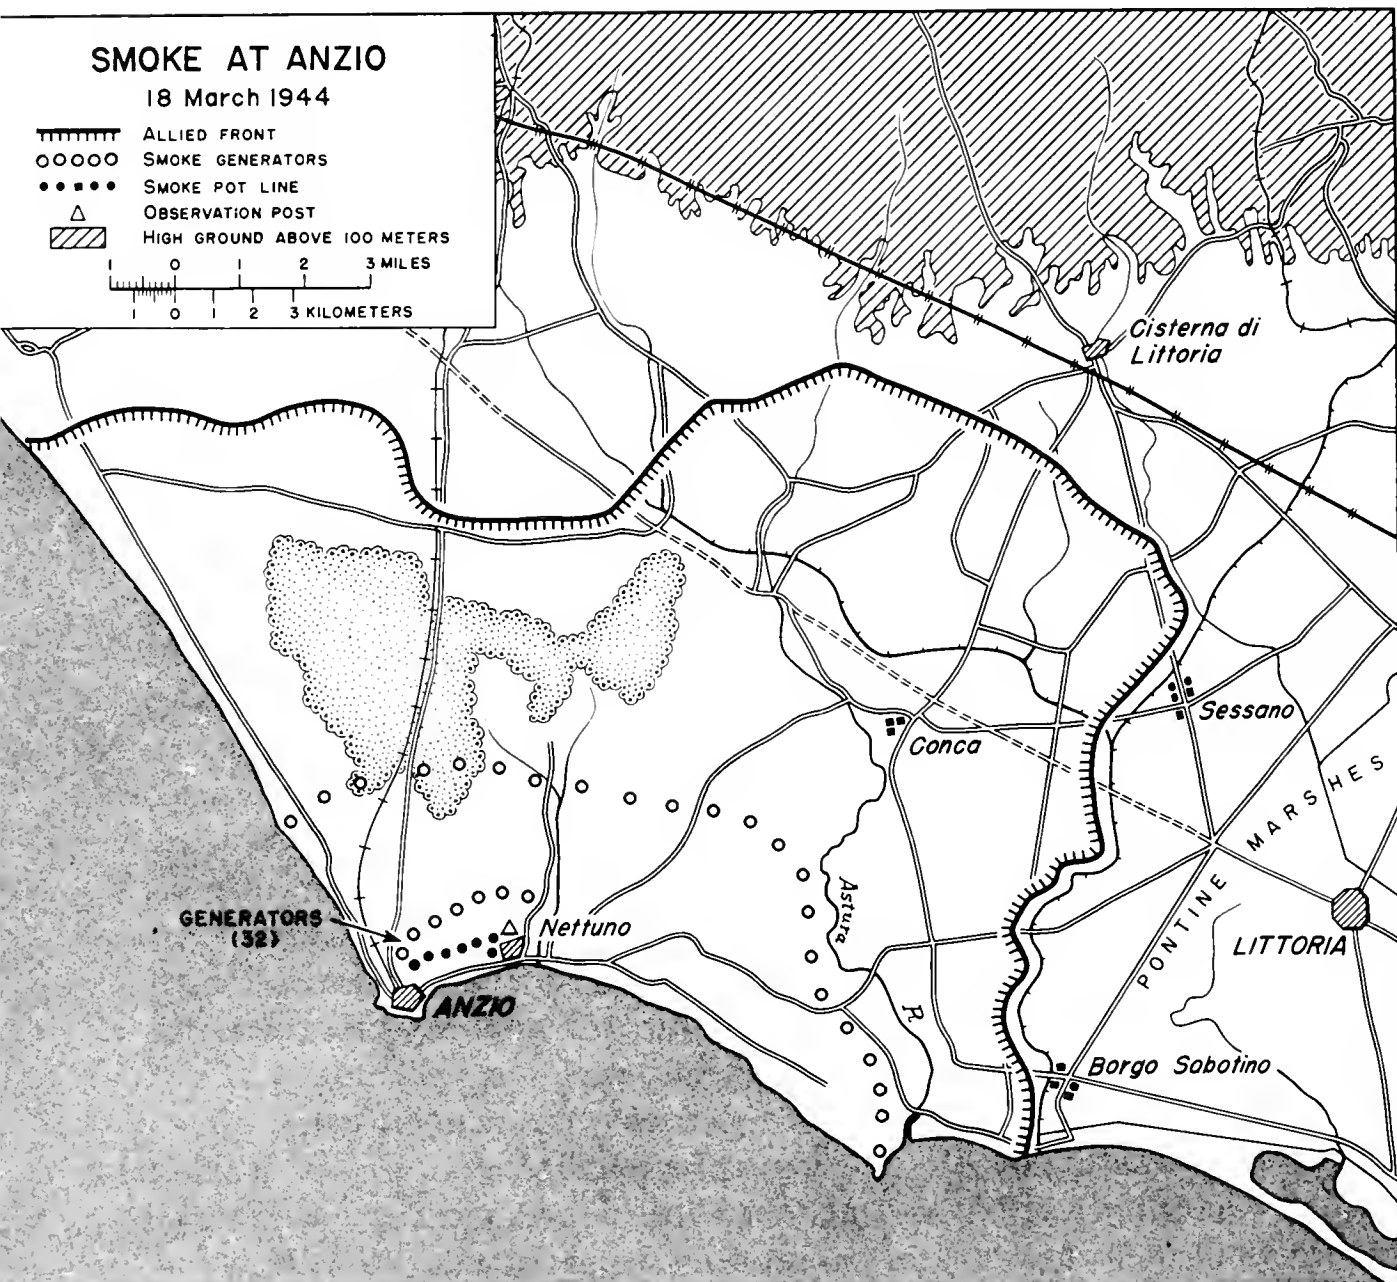 SMOKE AT ANZIO
18 March 1944
ALLIED FRONT
SMOKE GENERATORS
SMOKE POT LINE
OBSERVATION POST
HIGH GROUND ABOVE 100 METERS
1 0 1 2 3 MILES
1 0 1 2 3 KILOMETERS
Cisterna di
Littoria
Sessano
Conca
PONTINE MARSHES
Astura R
GENERATORS
(32)
Nettuno
LITTORIA
ANZIO
Borgo Sabotino